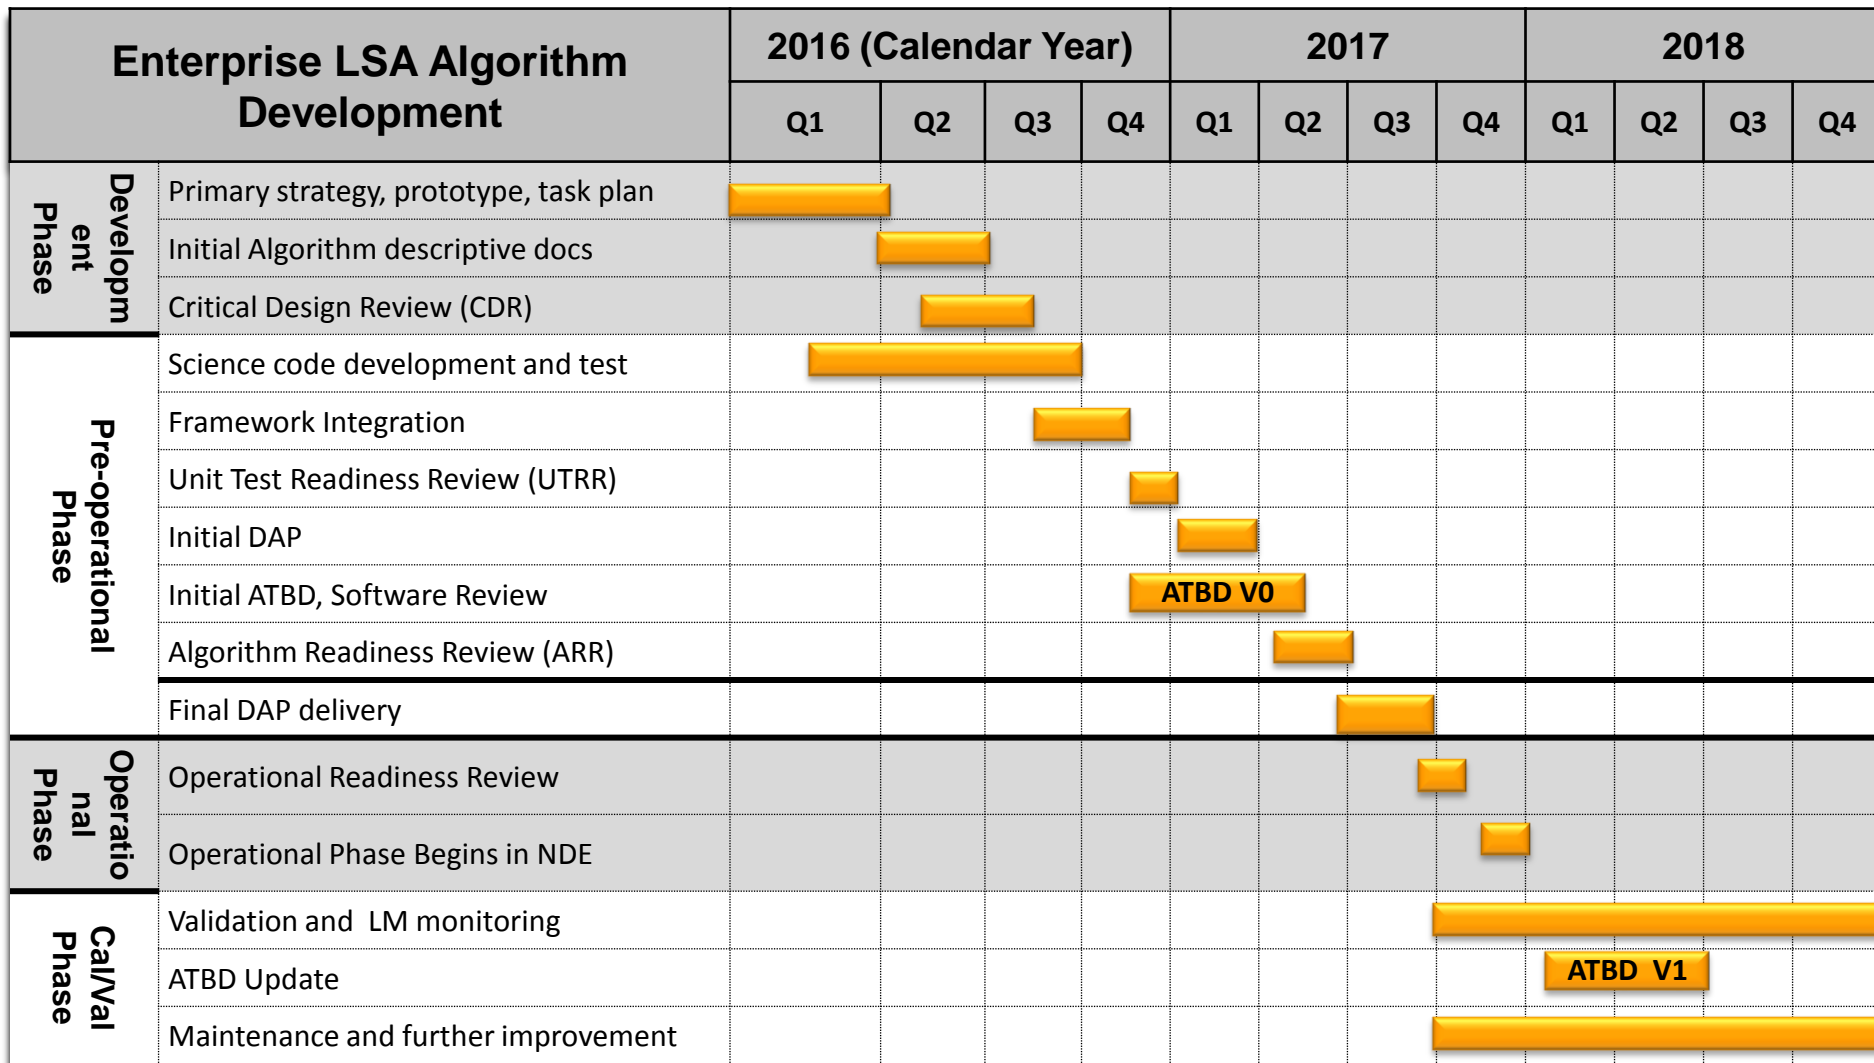 Enterprise LSA Algorithm
Development
2016 (Calendar Year)
2017
2018
Q1
Q2
Q3
Q4
Q1
Q2
Q3
Q4
Q1
Q2
Q3
Q4
Developm
ent
Phase
Primary strategy, prototype, task plan
Initial Algorithm descriptive docs
Critical Design Review (CDR)
Pre-operational
Phase
Science code development and test
Framework Integration
Unit Test Readiness Review (UTRR)
Initial DAP
Initial ATBD, Software Review
ATBD V0
Algorithm Readiness Review (ARR)
Final DAP delivery
Operatio
nal
Phase
Operational Readiness Review
Operational Phase Begins in NDE
Cal/Val
Phase
Validation and LM monitoring
ATBD Update
ATBD V1
Maintenance and further improvement